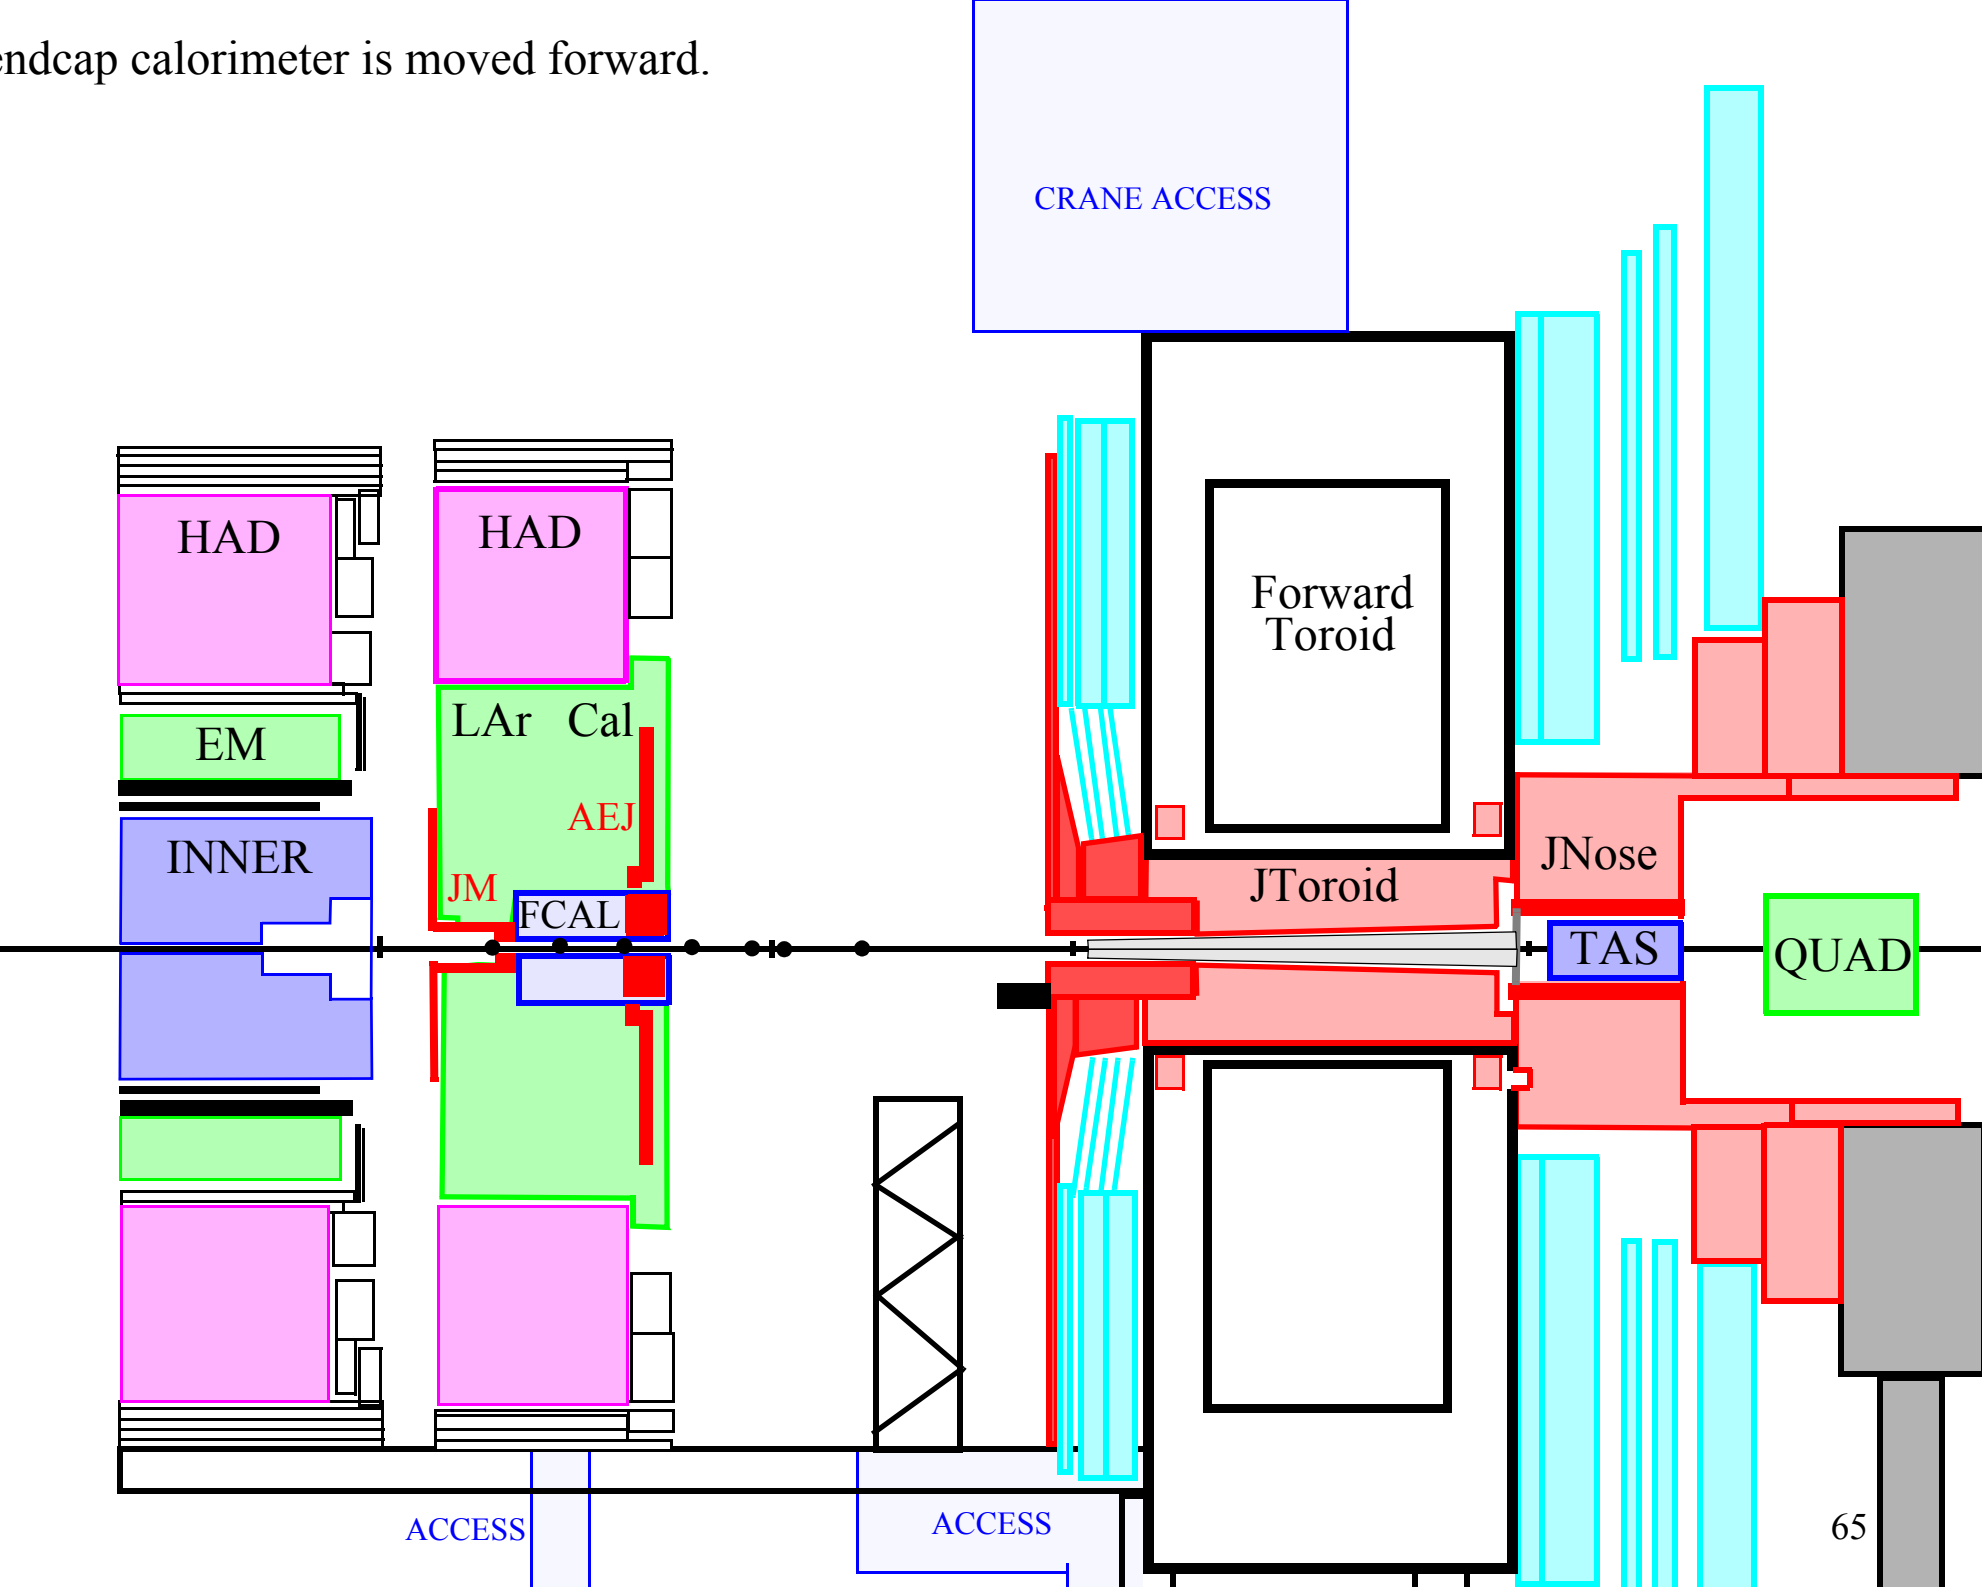 endcap calorimeter is moved forward.
CRANE ACCESS
HAD
HAD
Forward
Toroid
LAr Cal
EM
AEJ
INNER
JM
FCAL
JToroid
JNose
TAS
QUAD
ACCESS
ACCESS
65